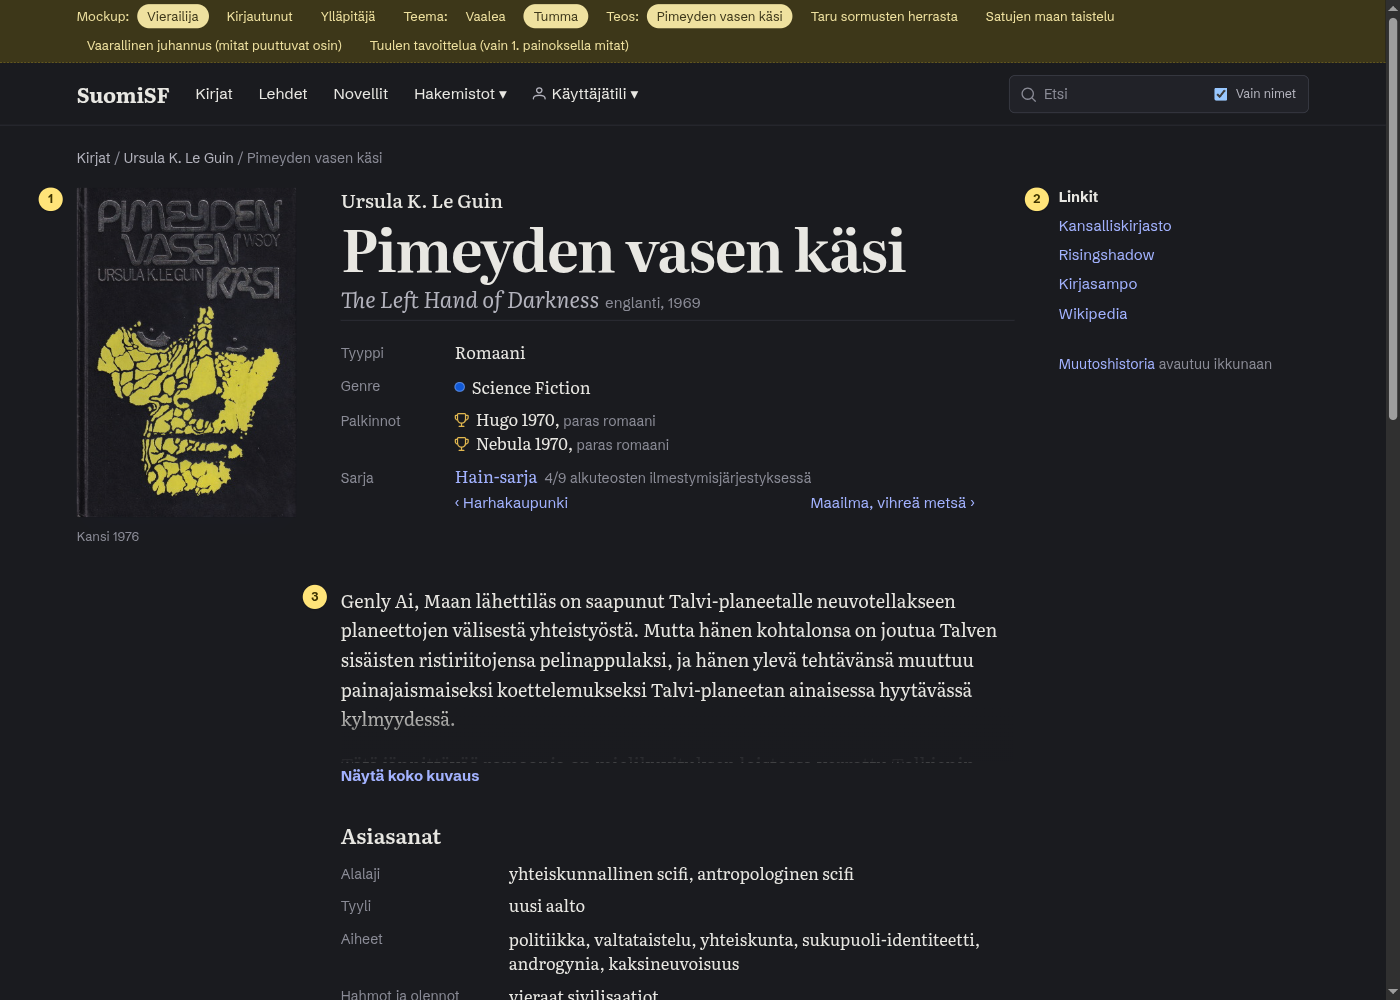 Mockup: Vierailija Kirjautunut Ylläpitäjä Teema: Vaalea Tumma Teos: Pimeyden vasen käsi Taru sormusten herrasta Satujen maan taistelu
Vaarallinen juhannus (mitat puuttuvat osin) Tuulen tavoittelua (vain 1. painoksella mitat)
SuomiSF Kirjat Lehdet Novellit Hakemistot ▾ Käyttäjätili ▾ Etsi Vain nimet
Kirjat / Ursula K. Le Guin / Pimeyden vasen käsi
1
PIMEYDEN
VASEN WSOY
URSULA K. LE GUIN KÄSI
Kansi 1976
Ursula K. Le Guin
Pimeyden vasen käsi
The Left Hand of Darkness englanti, 1969
Tyyppi Romaani
Genre Science Fiction
Palkinnot Hugo 1970, paras romaani
Nebula 1970, paras romaani
Sarja Hain-sarja 4/9 alkuteosten ilmestymisjärjestyksessä
‹ Harhakaupunki Maailma, vihreä metsä ›
2 Linkit
Kansalliskirjasto
Risingshadow
Kirjasampo
Wikipedia
Muutoshistoria avautuu ikkunaan
3
Genly Ai, Maan lähettiläs on saapunut Talvi-planeetalle neuvotellakseen
planeettojen välisestä yhteistyöstä. Mutta hänen kohtalonsa on joutua Talven
sisäisten ristiriitojensa pelinappulaksi, ja hänen ylevä tehtävänsä muuttuu
painajaismaiseksi koettelemukseksi Talvi-planeetan ainaisessa hyytävässä
kylmyydessä.
Näytä koko kuvaus
Asiasanat
Alalaji yhteiskunnallinen scifi, antropologinen scifi
Tyyli uusi aalto
Aiheet politiikka, valtataistelu, yhteiskunta, sukupuoli-identiteetti,
androgynia, kaksineuvoisuus
Hahmot ja olennot vieraat sivilisaatiot